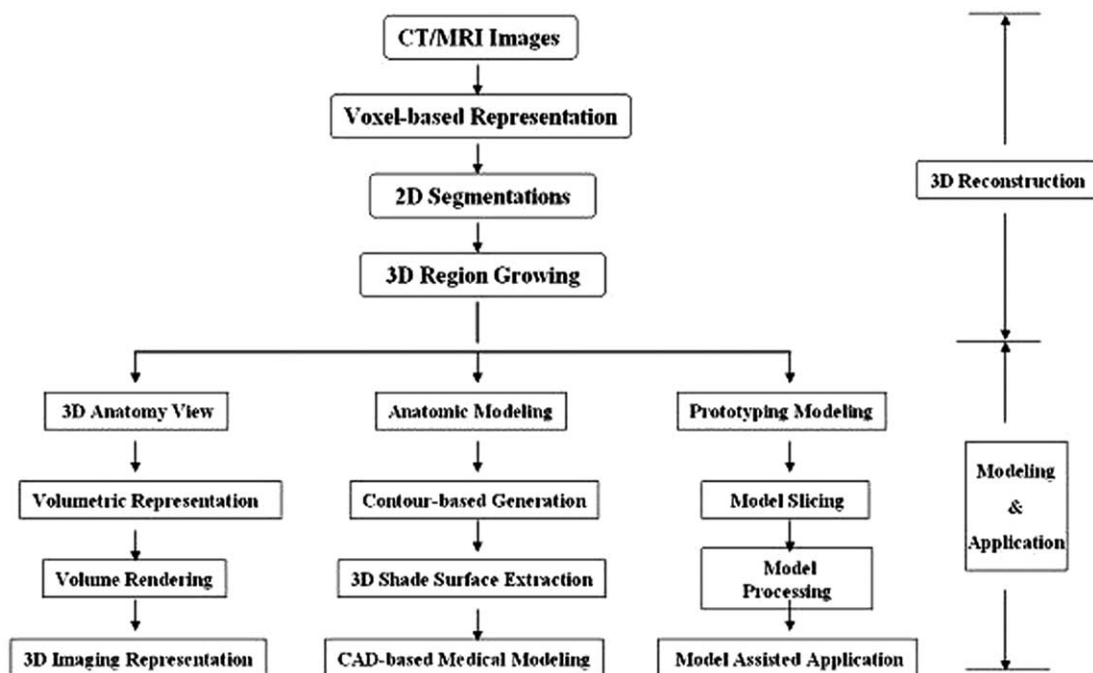 CT/MRI Images
Voxel-based Representation
2D Segmentations
3D Region Growing
3D Reconstruction
3D Anatomy View
Volumetric Representation
Volume Rendering
3D Imaging Representation
Anatomic Modeling
Contour-based Generation
3D Shade Surface Extraction
CAD-based Medical Modeling
Prototyping Modeling
Model Slicing
Model
Processing
Model Assisted Application
Modeling
&
Application